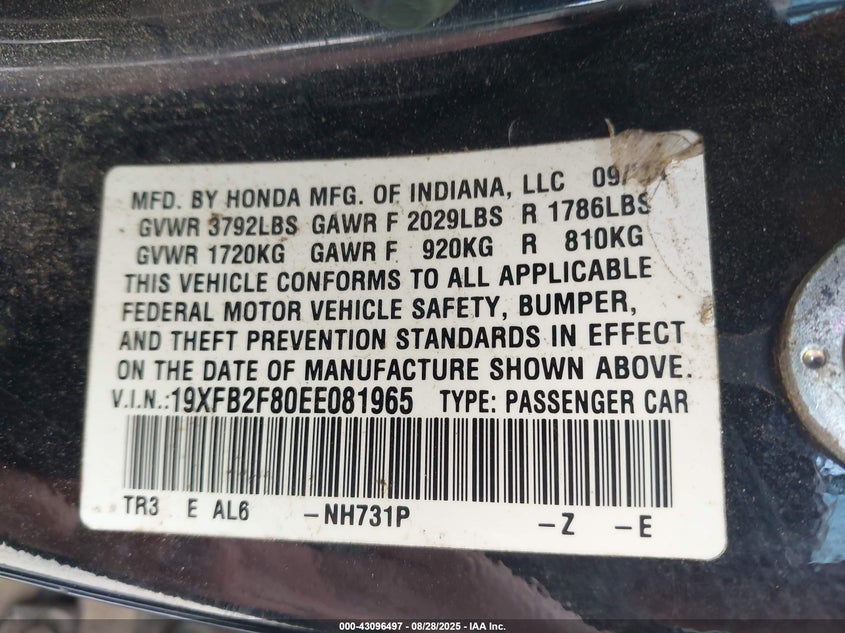 MFD. BY HONDA MFG. OF INDIANA, LLC 09/
GVWR 3792LBS GAWR F 2029LBS R 1786LBS
GVWR 1720KG GAWR F 920KG R 810KG
THIS VEHICLE CONFORMS TO ALL APPLICABLE
FEDERAL MOTOR VEHICLE SAFETY, BUMPER,
AND THEFT PREVENTION STANDARDS IN EFFECT
ON THE DATE OF MANUFACTURE SHOWN ABOVE.
V.I.N.:19XFB2F80EE081965 TYPE: PASSENGER CAR
TR3 E AL6 -NH731P -Z -E
000-43096497 - 08/28/2025 - IAA Inc.